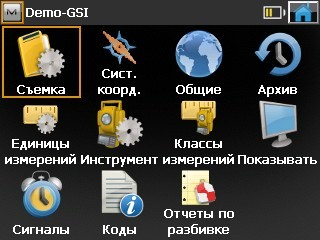 Demo-GSI
Съемка
Сист.
коорд.
Общие
Архив
Единицы
измерений
Инструмент
Классы
измерений
Показывать
Сигналы
Коды
Отчеты по
разбивке